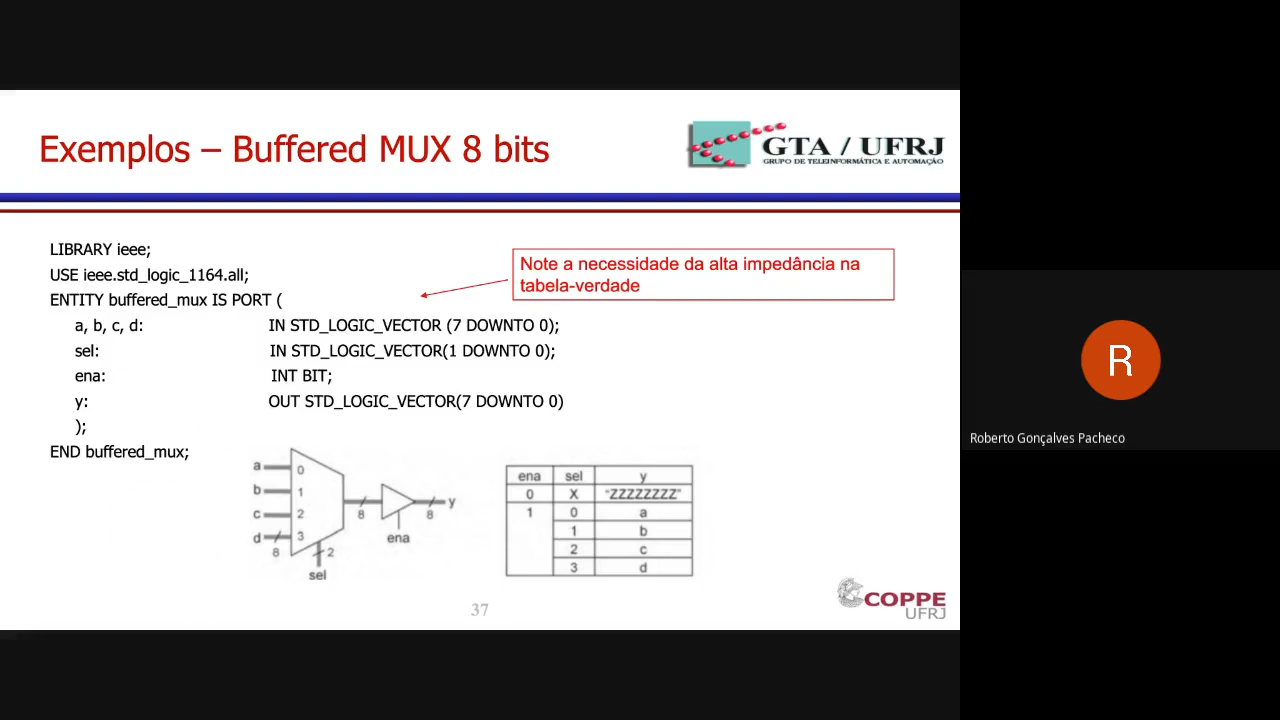 Exemplos – Buffered MUX 8 bits
GTA / UFRJ
GRUPO DE TELEINFORMÁTICA E AUTOMAÇÃO
LIBRARY ieee;
USE ieee.std_logic_1164.all;
ENTITY buffered_mux IS PORT (
a, b, c, d: IN STD_LOGIC_VECTOR (7 DOWNTO 0);
sel: IN STD_LOGIC_VECTOR(1 DOWNTO 0);
ena: INT BIT;
y: OUT STD_LOGIC_VECTOR(7 DOWNTO 0)
);
END buffered_mux;
Note a necessidade da alta impedância na
tabela-verdade
a 0
b 1
c 2
d 3
8
2
sel
8
ena
8
y
ena sel y
0 X "ZZZZZZZZ"
1 0 a
1 b
2 c
3 d
37
COPPE
UFRJ
R
Roberto Gonçalves Pacheco